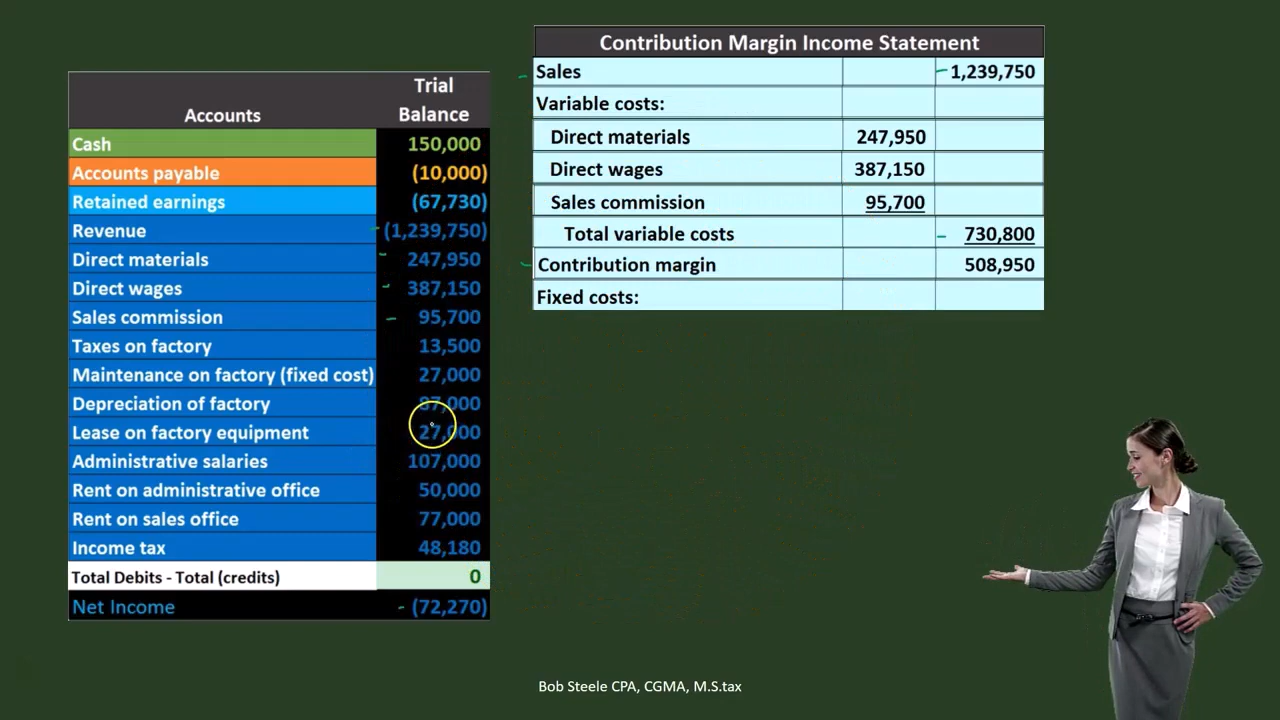 Trial
Accounts Balance
Cash 150,000
Accounts payable (10,000)
Retained earnings (67,730)
Revenue (1,239,750)
Direct materials 247,950
Direct wages 387,150
Sales commission 95,700
Taxes on factory 13,500
Maintenance on factory (fixed cost) 27,000
Depreciation of factory 87,000
Lease on factory equipment 27,000
Administrative salaries 107,000
Rent on administrative office 50,000
Rent on sales office 77,000
Income tax 48,180
Total Debits - Total (credits) 0
Net Income (72,270)
Contribution Margin Income Statement
Sales 1,239,750
Variable costs:
Direct materials 247,950
Direct wages 387,150
Sales commission 95,700
Total variable costs 730,800
Contribution margin 508,950
Fixed costs:
Bob Steele CPA, CGMA, M.S.tax